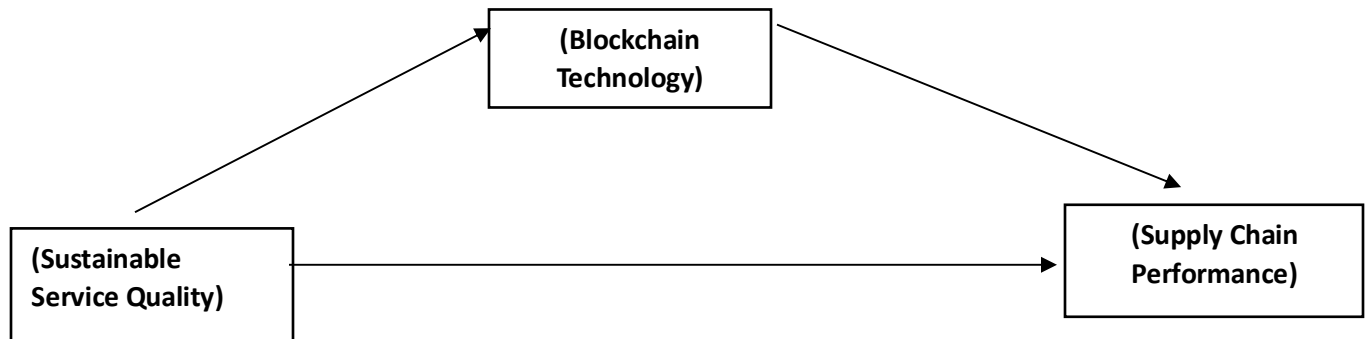 (Blockchain
Technology)
(Sustainable
Service Quality)
(Supply Chain
Performance)